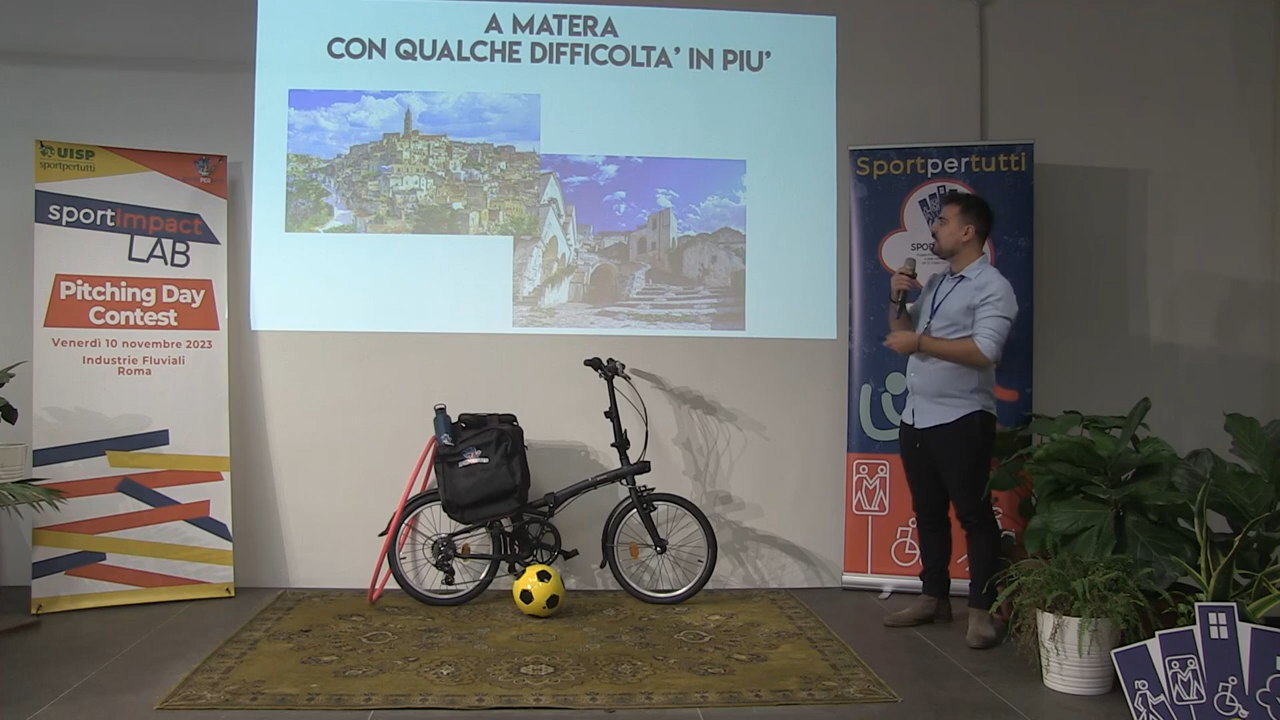 A MATERA
CON QUALCHE DIFFICOLTA' IN PIU'
UISP
sportpertutti
sportimpact
LAB
Pitching Day
Contest
Venerdì 10 novembre 2023
Industrie Fluviali
Roma
Sportpertutti
SPO